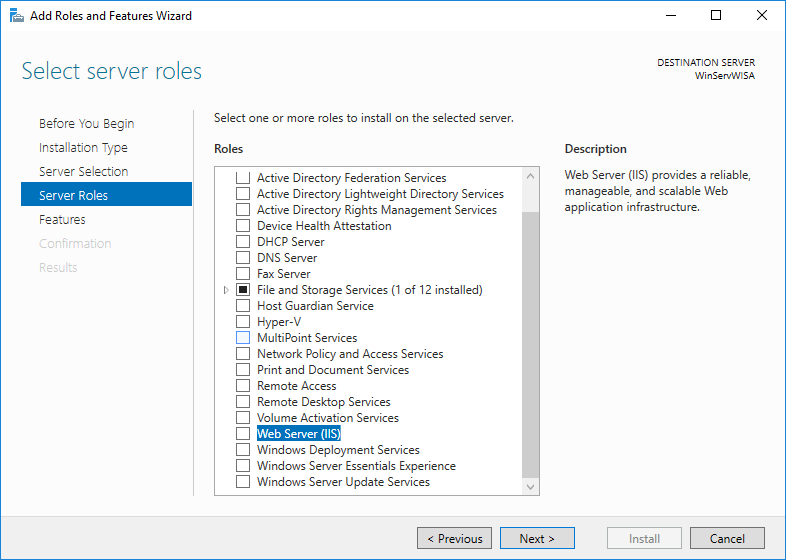 Add Roles and Features Wizard
Select server roles
DESTINATION SERVER
WinServWISA
Before You Begin
Installation Type
Server Selection
Server Roles
Features
Confirmation
Results
Select one or more roles to install on the selected server.
Roles
Active Directory Federation Services
Active Directory Lightweight Directory Services
Active Directory Rights Management Services
Device Health Attestation
DHCP Server
DNS Server
Fax Server
File and Storage Services (1 of 12 installed)
Host Guardian Service
Hyper-V
MultiPoint Services
Network Policy and Access Services
Print and Document Services
Remote Access
Remote Desktop Services
Volume Activation Services
Web Server (IIS)
Windows Deployment Services
Windows Server Essentials Experience
Windows Server Update Services
Description
Web Server (IIS) provides a reliable,
manageable, and scalable Web
application infrastructure.
< Previous
Next >
Install
Cancel